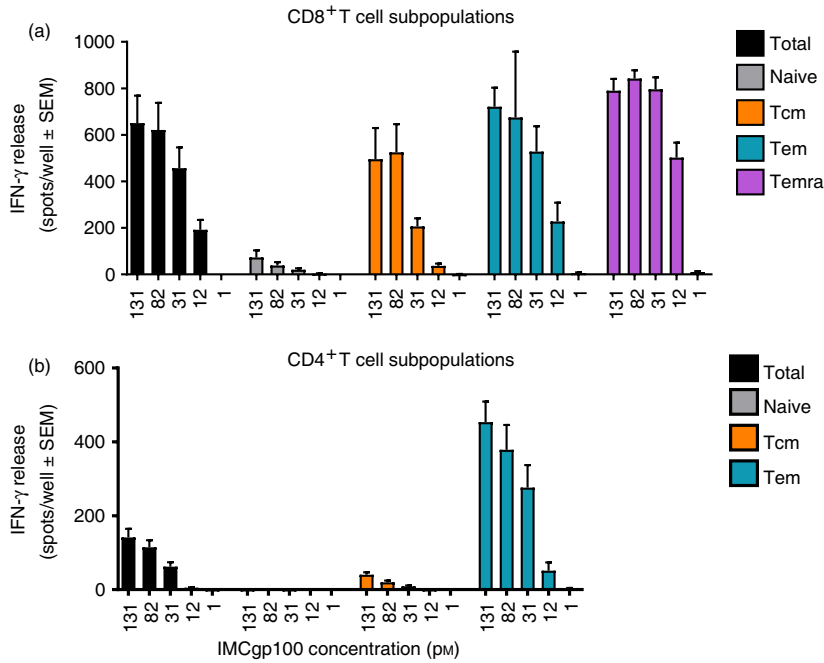 CD8+T cell subpopulations
(a)
IFN-γ release
(spots/well ± SEM)
1000
800
600
400
200
0
131 82 31 12 1 131 82 31 12 1 131 82 31 12 1 131 82 31 12 1 131 82 31 12 1
Total
Naive
Tcm
Tem
Temra
CD4+T cell subpopulations
(b)
IFN-γ release
(spots/well ± SEM)
600
400
200
0
131 82 31 12 1 131 82 31 12 1 131 82 31 12 1 131 82 31 12 1
IMCgp100 concentration (pM)
Total
Naive
Tcm
Tem